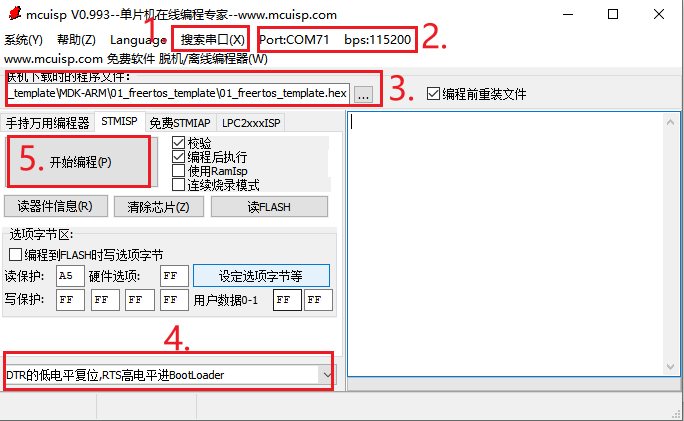 mcuisp V0.993--单片机在线编程专家--www.mcuisp.com
系统(Y) 帮助(Z) Language 1. 搜索串口(X) Port:COM71 bps:115200 2.
www.mcuisp.com 免费软件 脱机/离线编程器(W)
联机下载时的程序文件:
_template\MDK-ARM\01_freertos_template\01_freertos_template.hex ... 3. 编程前重装文件
手持万用编程器 STMISP 免费STMIAP LPC2xxxISP
5. 开始编程(P)
校验
编程后执行
使用RamIsp
连续烧录模式
读器件信息(R) 清除芯片(Z) 读FLASH
选项字节区:
编程到FLASH时写选项字节
读保护: A5 硬件选项: FF 设定选项字节等
写保护: FF FF FF FF 用户数据0-1 FF FF
4.
DTR的低电平复位,RTS高电平进BootLoader